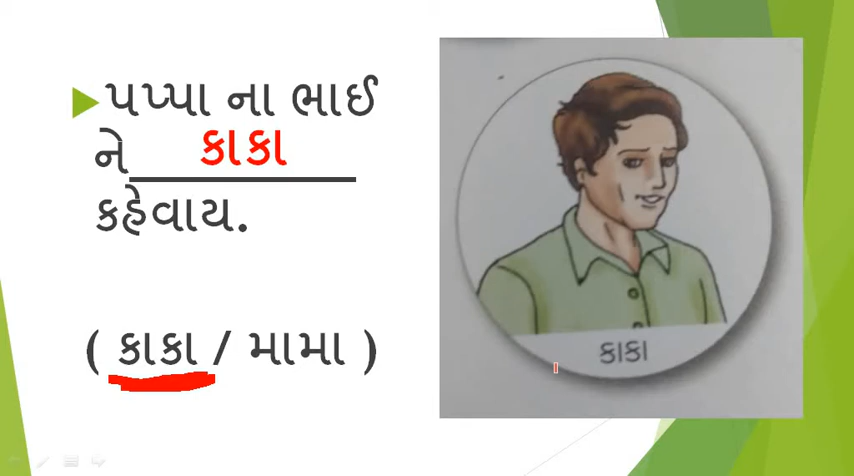 પપ્પા ના ભાઈ
ને કાકા
કહેવાય.
( કાકા / મામા )
કાકા